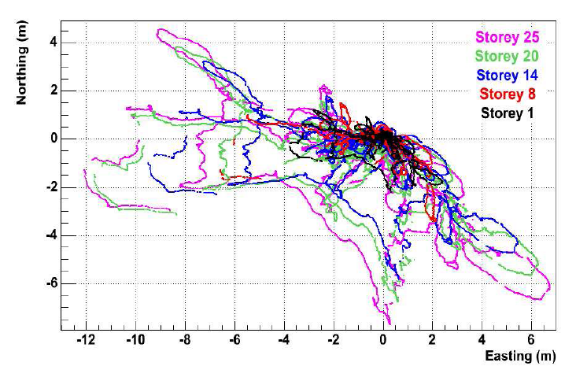 Northing (m)
4
2
0
-2
-4
-6
Storey 25
Storey 20
Storey 14
Storey 8
Storey 1
-12 -10 -8 -6 -4 -2 0 2 4 6
Easting (m)